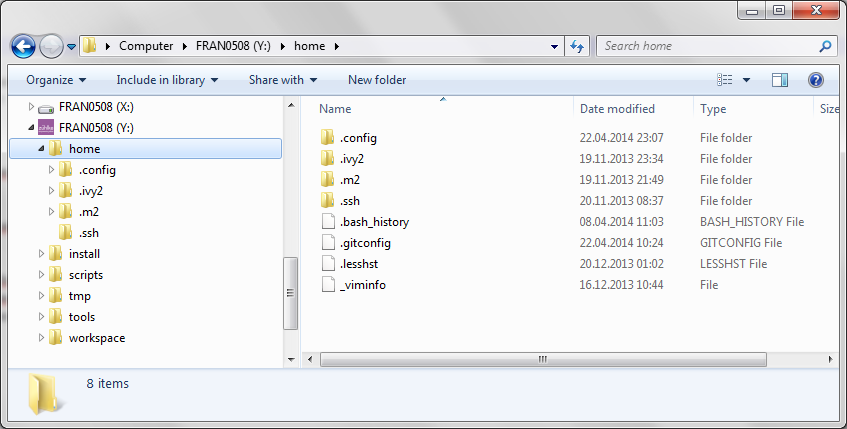 Computer FRAN0508 (Y:) home Search home
Organize Include in library Share with New folder
FRAN0508 (X:)
FRAN0508 (Y:)
home
.config
.ivy2
.m2
.ssh
install
scripts
tmp
tools
workspace
Name Date modified Type Size
.config 22.04.2014 23:07 File folder
.ivy2 19.11.2013 23:34 File folder
.m2 19.11.2013 21:49 File folder
.ssh 20.11.2013 08:37 File folder
.bash_history 08.04.2014 11:03 BASH_HISTORY File
.gitconfig 22.04.2014 10:24 GITCONFIG File
.lesshst 20.12.2013 01:02 LESSHST File
_viminfo 16.12.2013 10:44 File
8 items